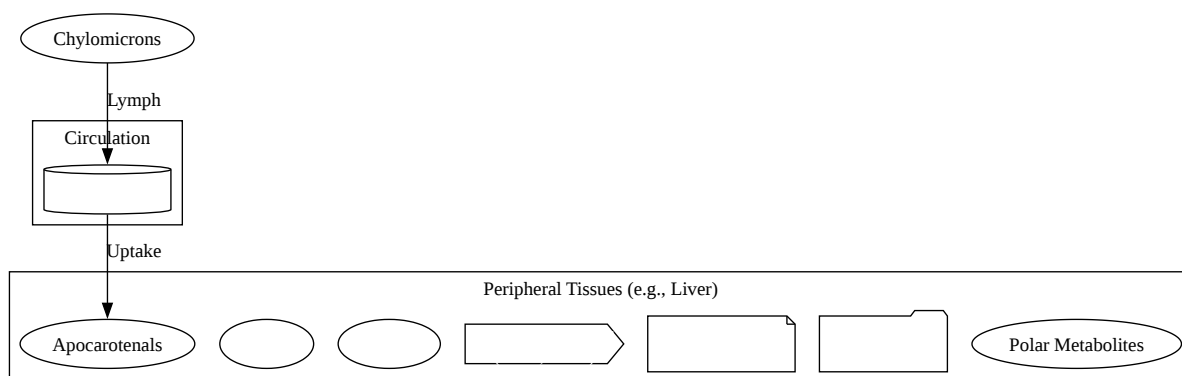 Chylomicrons
Lymph
Circulation
Uptake
Peripheral Tissues (e.g., Liver)
Apocarotenals
Polar Metabolites